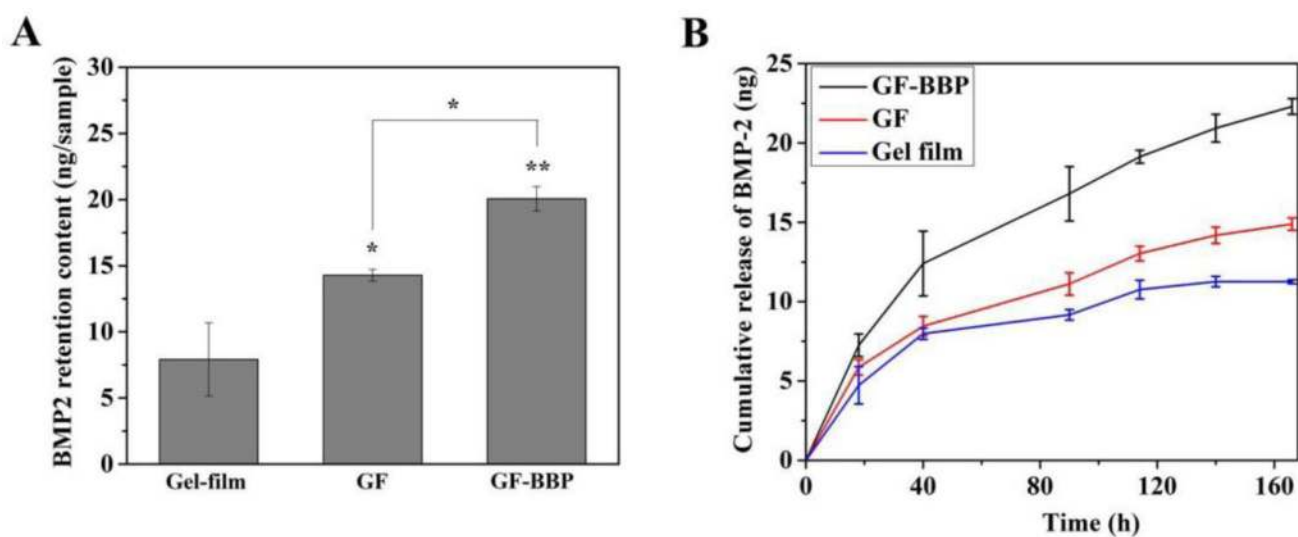 A
BMP2 retention content (ng/sample)
30
25
20
15
10
5
0
*
*
**
Gel-film
GF
GF-BBP
B
Cumulative release of BMP-2 (ng)
25
20
15
10
5
0
GF-BBP
GF
Gel film
0
40
80
120
160
Time (h)